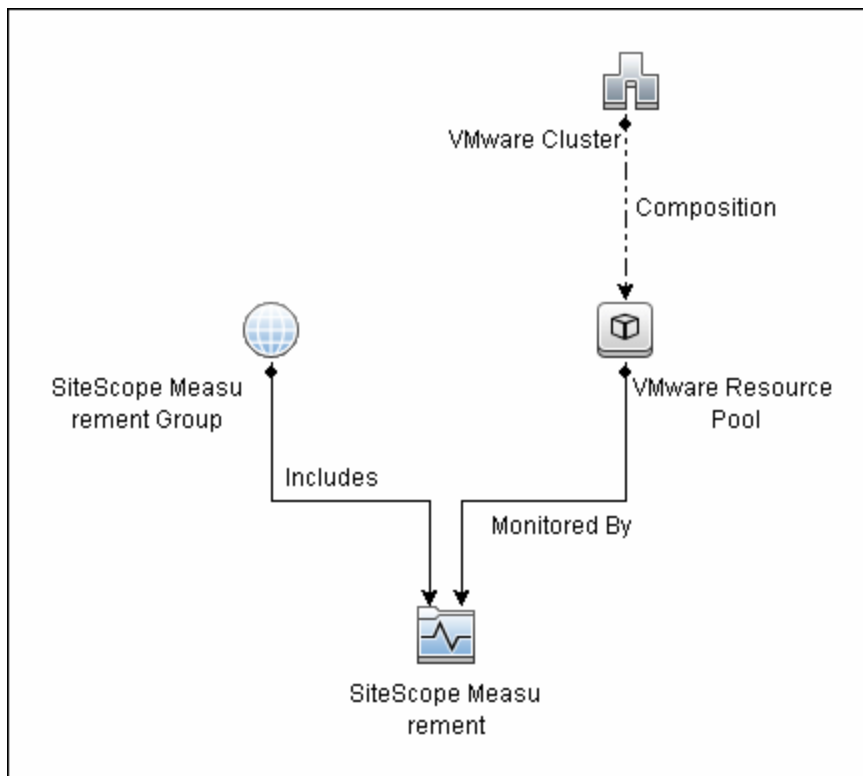 VMware Cluster
Composition
SiteScope Measu
rement Group
VMware Resource
Pool
Includes
Monitored By
SiteScope Measu
rement